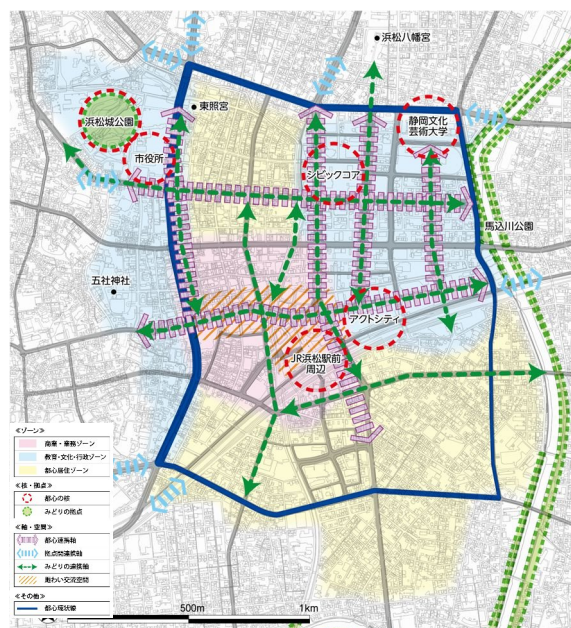 浜松八幡宮
東照宮
浜松城公園
静岡文化
芸術大学
市役所
シビックコア
馬込川公園
五社神社
アクトシティ
JR浜松駅前
周辺
≪ゾーン≫
商業・業務ゾーン
教育・文化・行政ゾーン
都心居住ゾーン
≪核・拠点≫
都心の核
みどりの拠点
≪軸・空間≫
都心連携軸
拠点間連携軸
みどりの連携軸
賑わい交流空間
≪その他≫
都心環状線
500m
1km